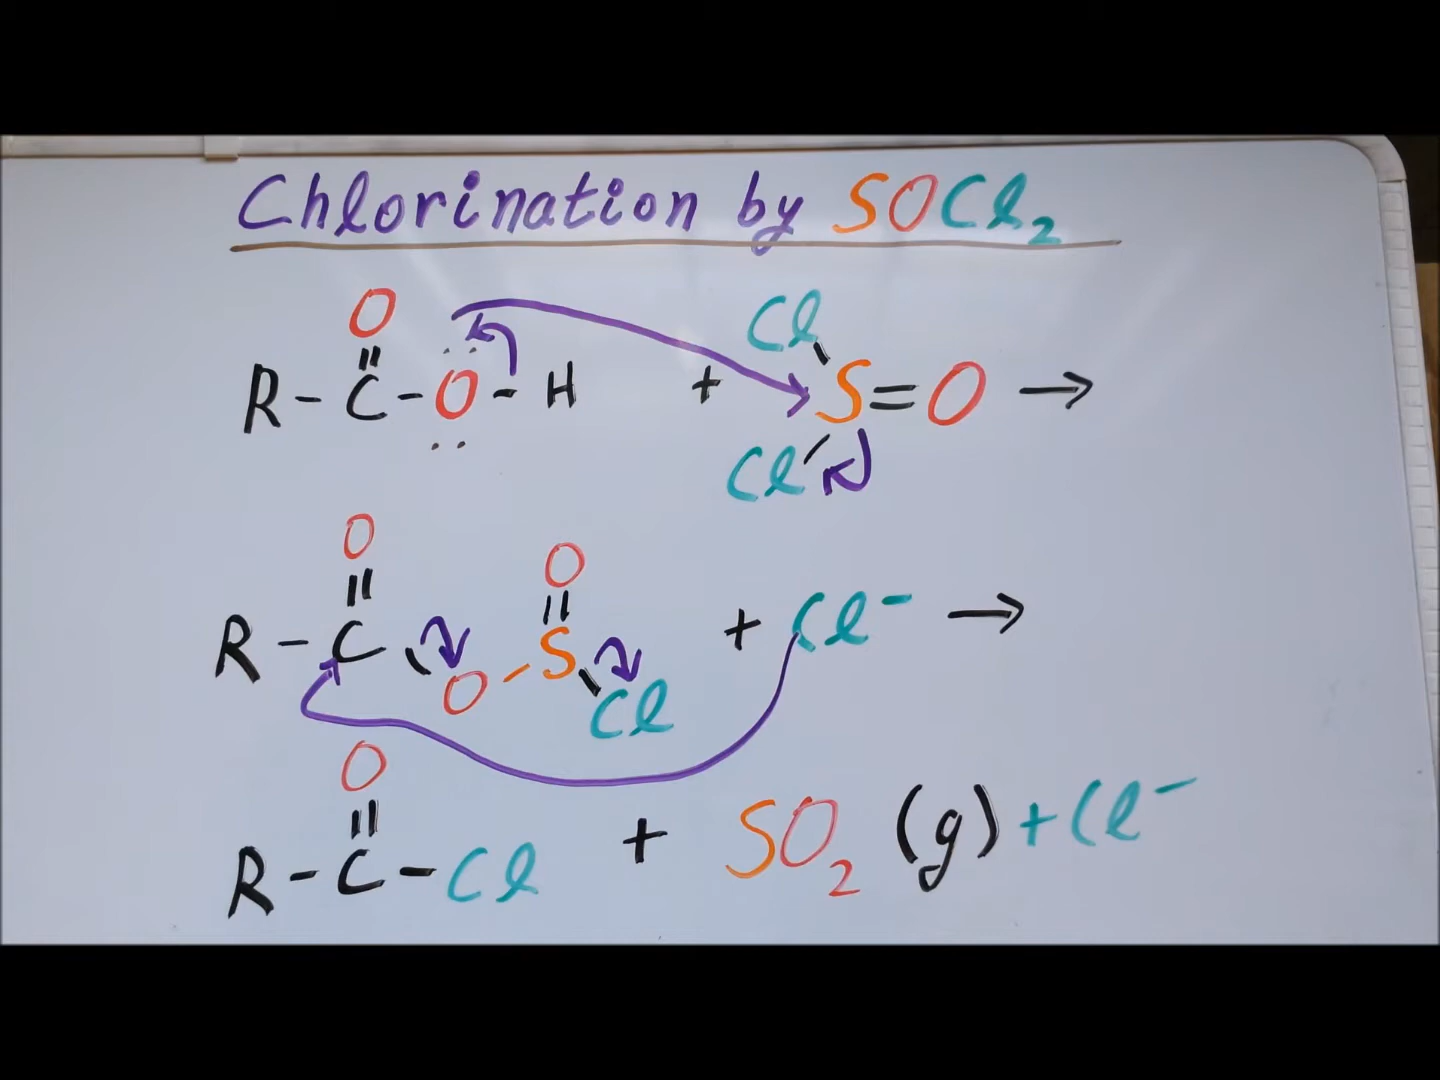 Chlorination by SOCl₂
O
Cl
R - C - O - H + S = O →
Cl
O
O
R - C - O - S + Cl⁻ →
Cl
O
R - C - Cl + SO₂ (g) + Cl⁻